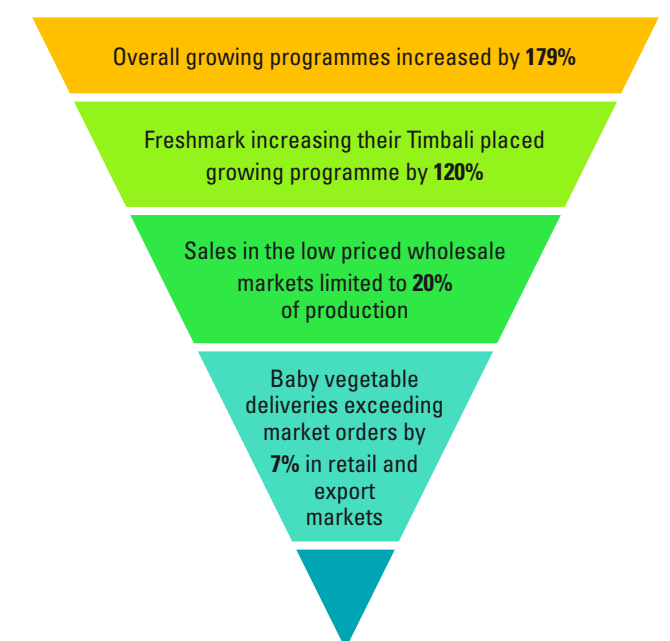 Overall growing programmes increased by 179%
Freshmark increasing their Timbali placed
growing programme by 120%
Sales in the low priced wholesale
markets limited to 20%
of production
Baby vegetable
deliveries exceeding
market orders by
7% in retail and
export
markets